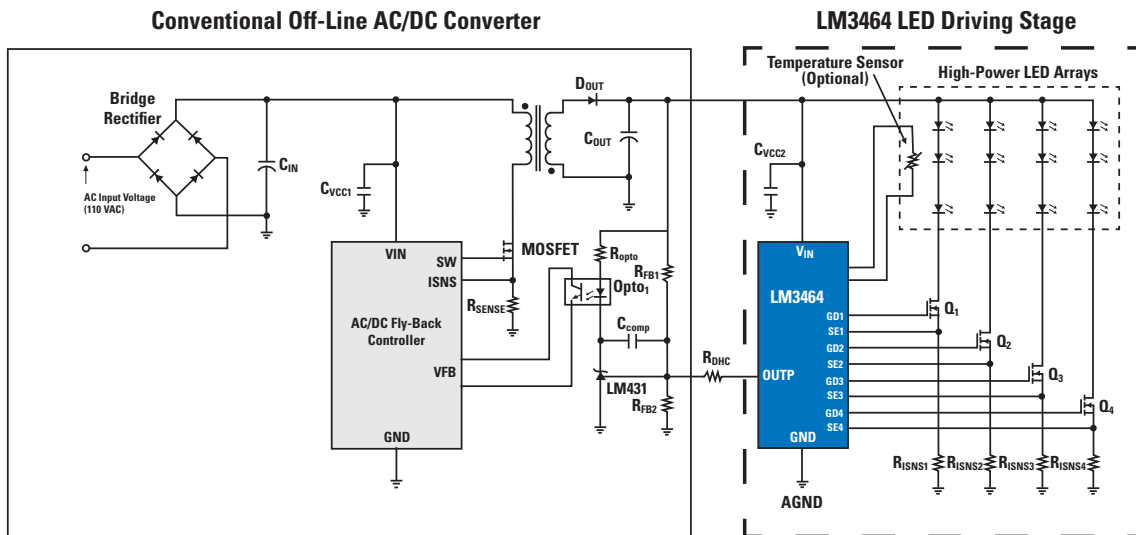 Conventional Off-Line AC/DC Converter
LM3464 LED Driving Stage
Temperature Sensor
(Optional)
High-Power LED Arrays
Bridge
Rectifier
DOUT
CIN
COUT
CVCC1
CVCC2
AC Input Voltage
(110 VAC)
VIN
SW
ISNS
AC/DC Fly-Back
Controller
VFB
GND
MOSFET
RSENSE
Ropto
Opto1
RFB1
Ccomp
LM431
RFB2
RDHC
VIN
LM3464
OUTP
GND
AGND
GD1
SE1
GD2
SE2
GD3
SE3
GD4
SE4
Q1
Q2
Q3
Q4
RISNS1
RISNS2
RISNS3
RISNS4